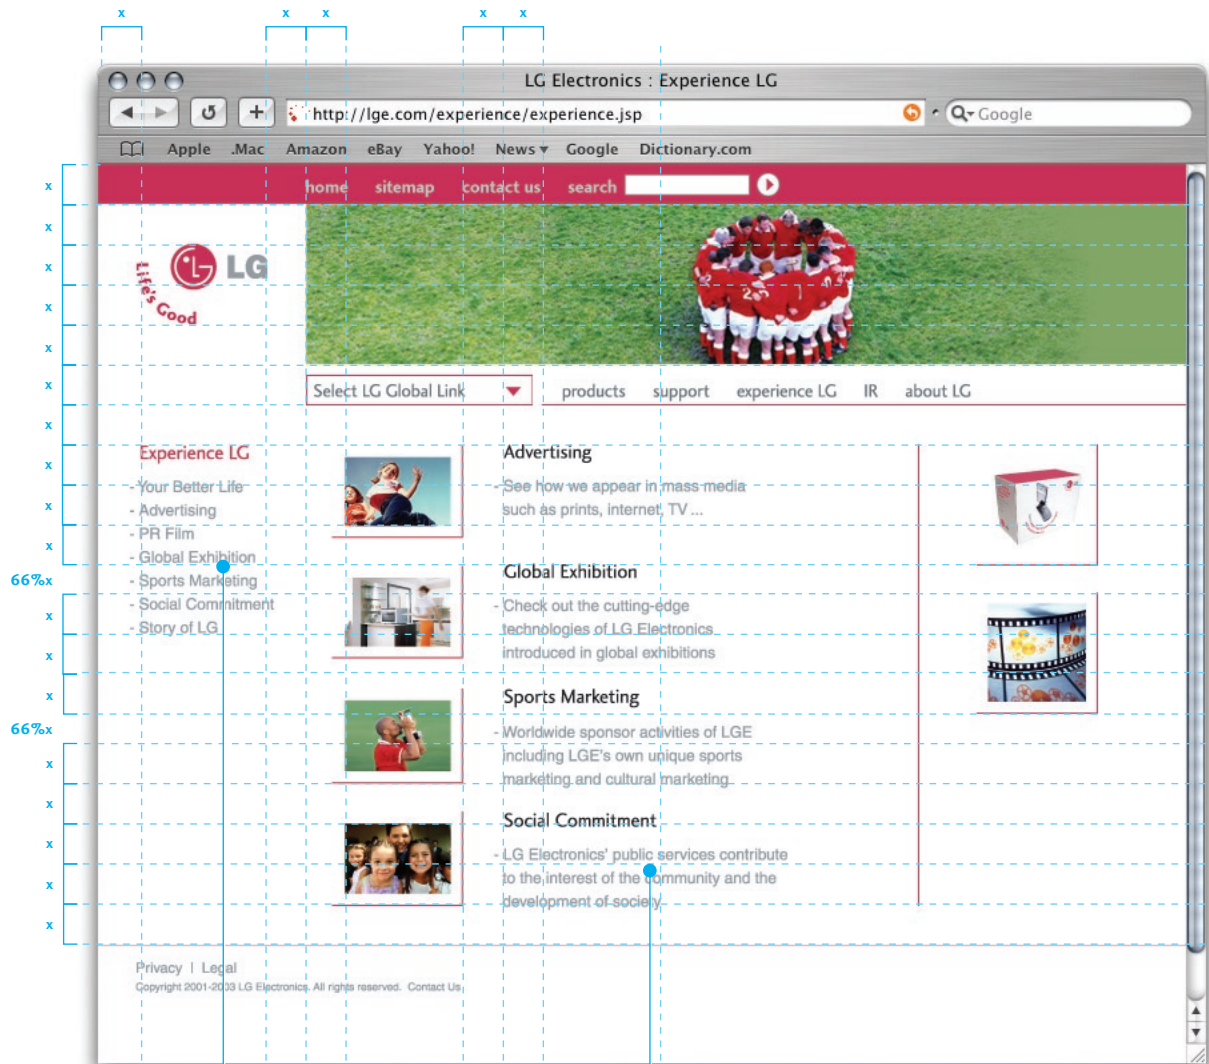 x x x x x
LG Electronics : Experience LG
http://lge.com/experience/experience.jsp
Google
Apple .Mac Amazon eBay Yahoo! News Google Dictionary.com
x
home sitemap contact us search
x
x
LG
Life's Good
x
x
x
Select LG Global Link
products support experience LG IR about LG
x
x
x
x
66%x
x
x
x
66%x
x
x
x
x
x
Experience LG
- Your Better Life
- Advertising
- PR Film
- Global Exhibition
- Sports Marketing
- Social Commitment
- Story of LG
Advertising
- See how we appear in mass media
such as prints, internet, TV ...
Global Exhibition
- Check out the cutting-edge
technologies of LG Electronics
introduced in global exhibitions
Sports Marketing
- Worldwide sponsor activities of LGE
including LGE's own unique sports
marketing and cultural marketing
Social Commitment
- LG Electronics' public services contribute
to the interest of the community and the
development of society
Privacy | Legal
Copyright 2001-2003 LG Electronics. All rights reserved. Contact Us